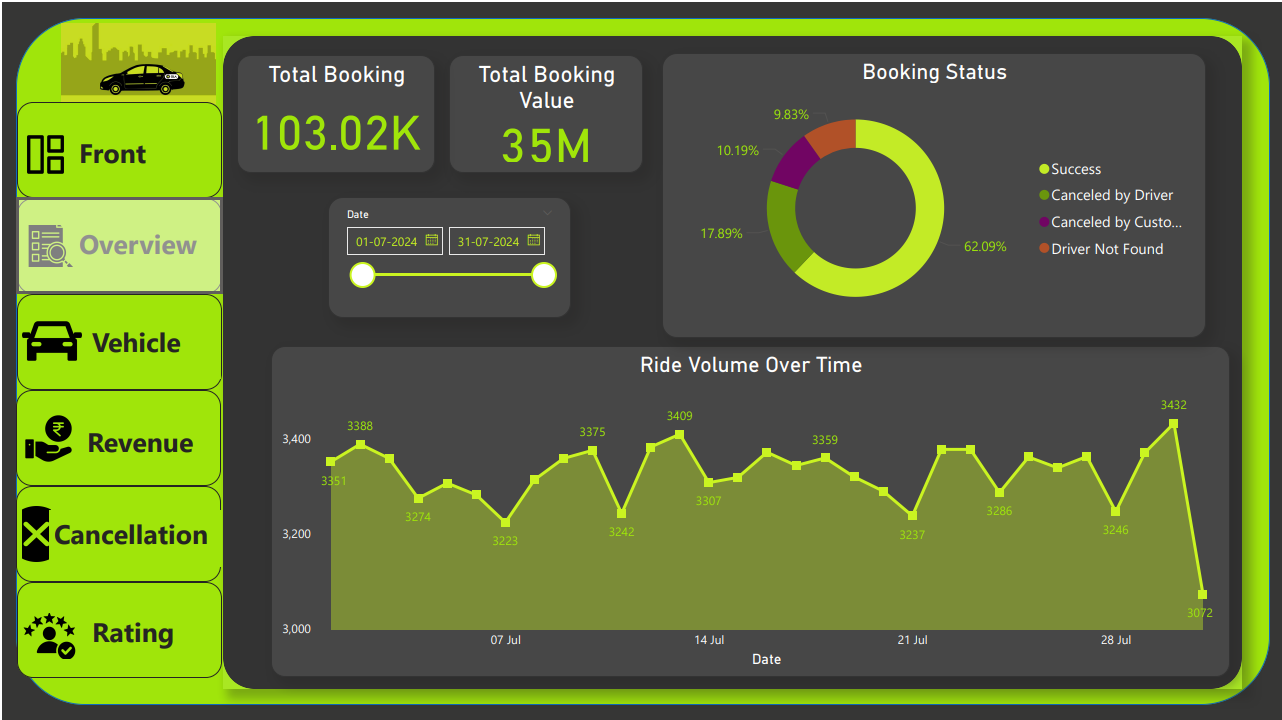 Front
Overview
Vehicle
₹
Revenue
Cancellation
Rating
Total Booking
103.02K
Total Booking
Value
35M
Date
01-07-2024
31-07-2024
Booking Status
9.83%
10.19%
17.89%
62.09%
Success
Canceled by Driver
Canceled by Custo...
Driver Not Found
Ride Volume Over Time
3,400
3,200
3,000
3351
3388
3274
3223
3375
3242
3409
3307
3359
3237
3286
3246
3432
3072
07 Jul
14 Jul
21 Jul
28 Jul
Date